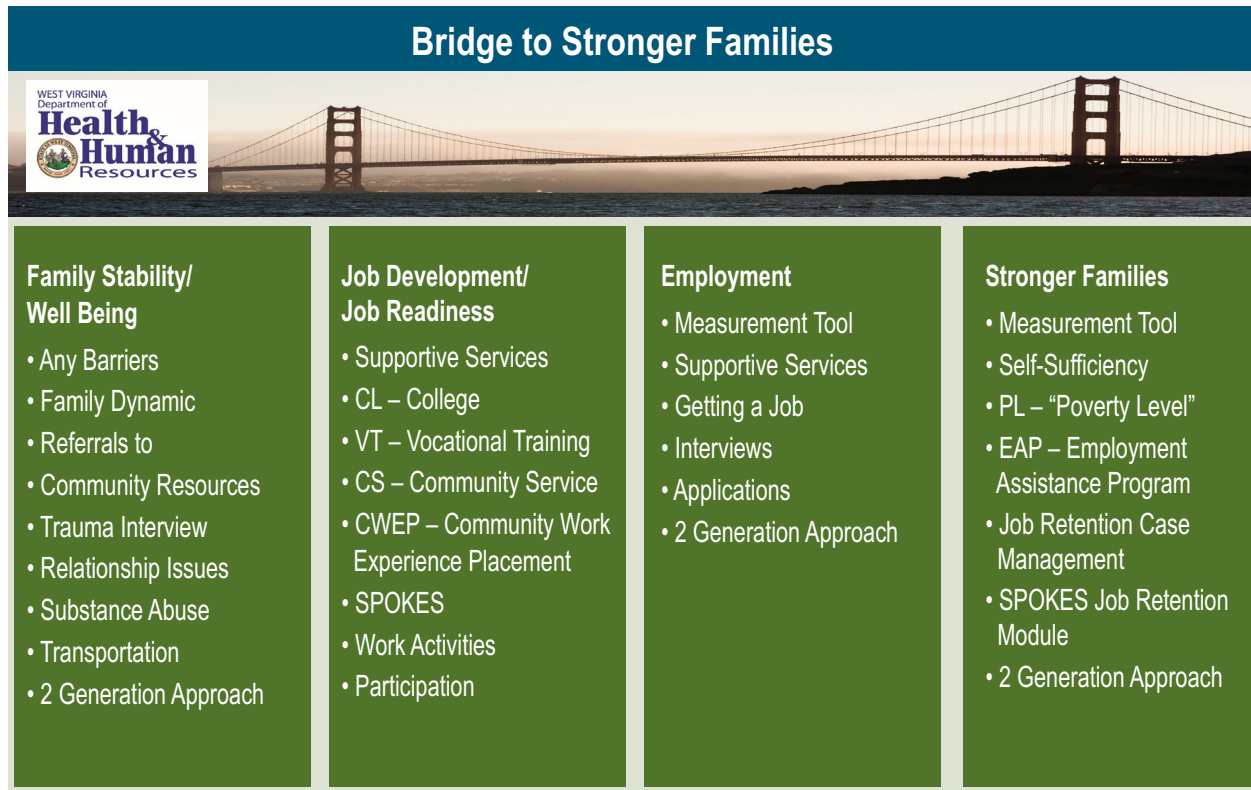 Bridge to Stronger Families
WEST VIRGINIA
Department of
Health
&
Human
Resources
Family Stability/
Well Being
• Any Barriers
• Family Dynamic
• Referrals to
• Community Resources
• Trauma Interview
• Relationship Issues
• Substance Abuse
• Transportation
• 2 Generation Approach
Job Development/
Job Readiness
• Supportive Services
• CL – College
• VT – Vocational Training
• CS – Community Service
• CWEP – Community Work
Experience Placement
• SPOKES
• Work Activities
• Participation
Employment
• Measurement Tool
• Supportive Services
• Getting a Job
• Interviews
• Applications
• 2 Generation Approach
Stronger Families
• Measurement Tool
• Self-Sufficiency
• PL – “Poverty Level”
• EAP – Employment
Assistance Program
• Job Retention Case
Management
• SPOKES Job Retention
Module
• 2 Generation Approach